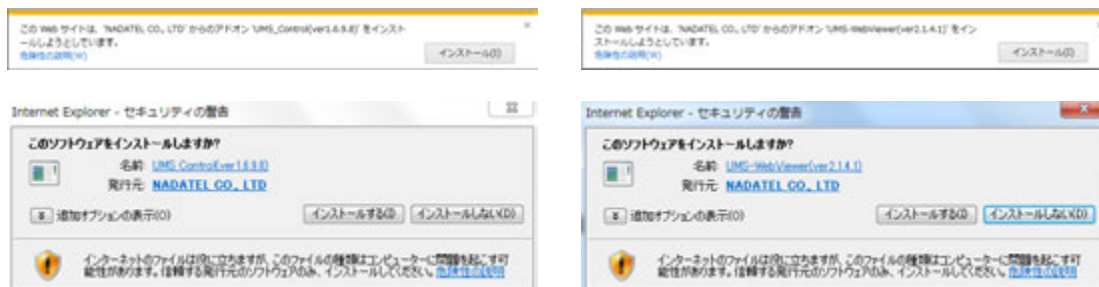 この Web サイトは、'NADATEL CO., LTD' からのアドオン 'UMS_Control(ver1.6.9.8)' をインスト
ールしようとしています。
危険性の説明(W)
インストール(I)
この Web サイトは、'NADATEL CO., LTD' からのアドオン 'UMS-WebViewer(ver2.1.4.1)' をイン
ストールしようとしています。
危険性の説明(W)
インストール(I)
Internet Explorer - セキュリティの警告
このソフトウェアをインストールしますか?
名前: UMS Control(ver1.6.9.8)
発行元: NADATEL CO., LTD
追加オプションの表示(O)
インストールする(I)
インストールしない(D)
インターネットのファイルは役に立ちますが、このファイルの種類はコンピューターに問題を起こす可
能性があります。信頼する発行元のソフトウェアのみ、インストールしてください。危険性の説明
Internet Explorer - セキュリティの警告
このソフトウェアをインストールしますか?
名前: UMS-WebViewer(ver2.1.4.1)
発行元: NADATEL CO., LTD
追加オプションの表示(O)
インストールする(I)
インストールしない(D)
インターネットのファイルは役に立ちますが、このファイルの種類はコンピューターに問題を起こす可
能性があります。信頼する発行元のソフトウェアのみ、インストールしてください。危険性の説明